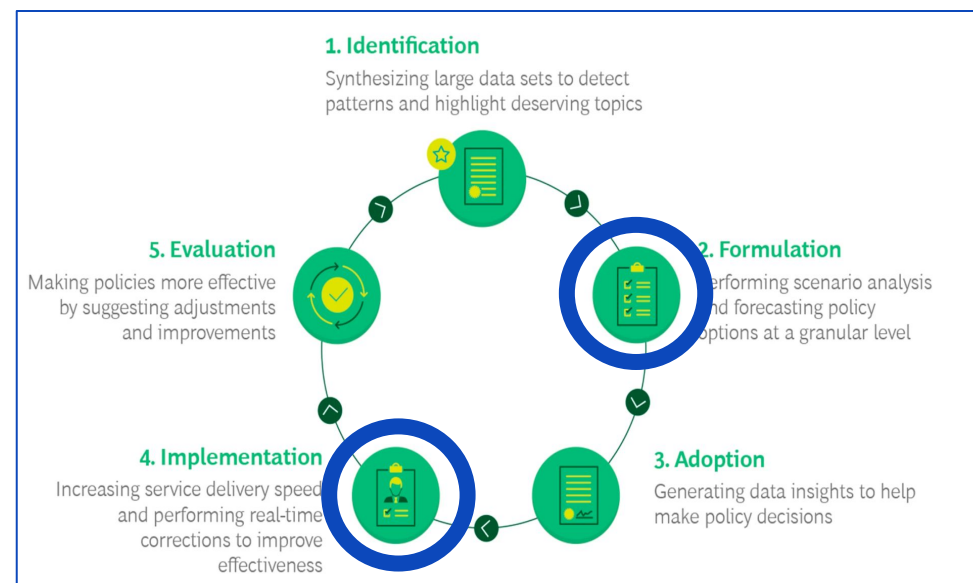 1. Identification
Synthesizing large data sets to detect
patterns and highlight deserving topics
2. Formulation
erforming scenario analysis
nd forecasting policy
options at a granular level
3. Adoption
Generating data insights to help
make policy decisions
4. Implementation
Increasing service delivery speed
and performing real-time
corrections to improve
effectiveness
5. Evaluation
Making policies more effective
by suggesting adjustments
and improvements